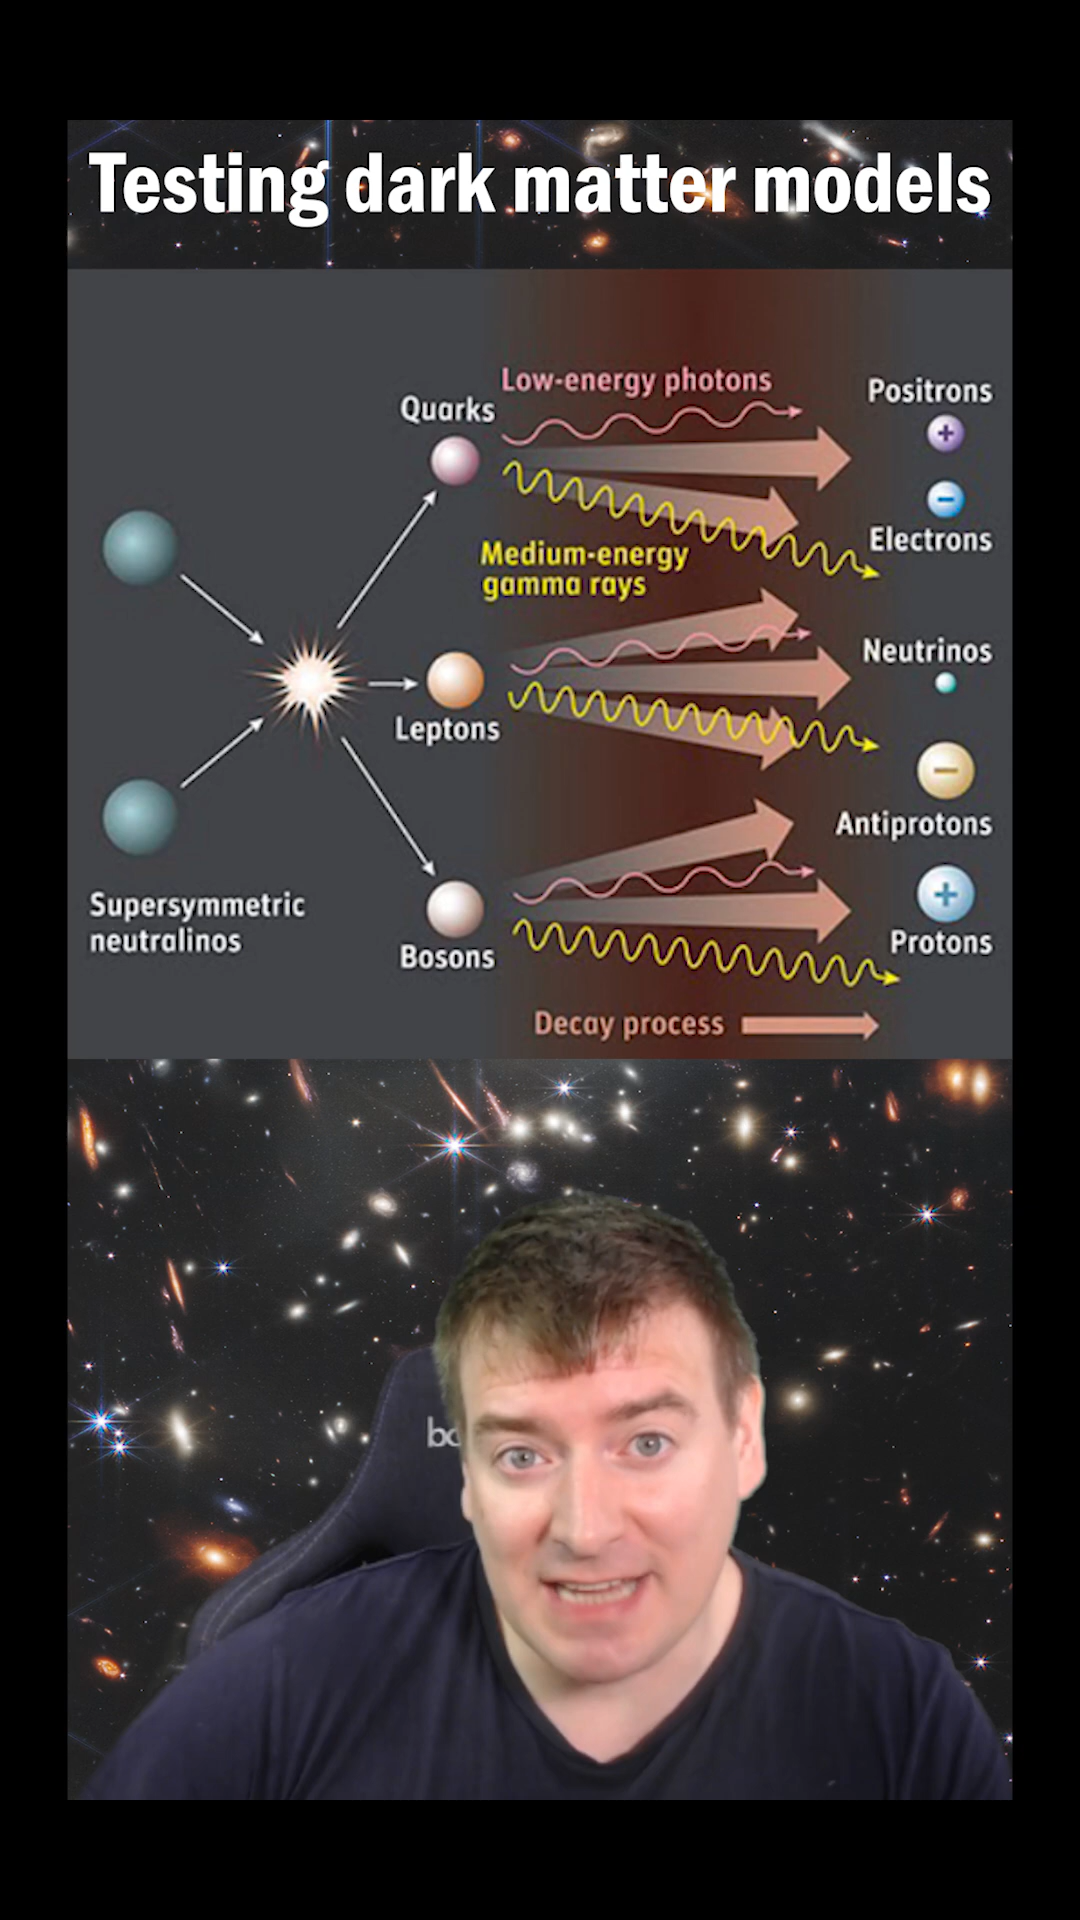 Testing dark matter models
Low-energy photons
Positrons
Quarks
+
−
Electrons
Medium-energy
gamma rays
Neutrinos
Leptons
−
Antiprotons
+
Supersymmetric
neutralinos
Protons
Bosons
Decay process